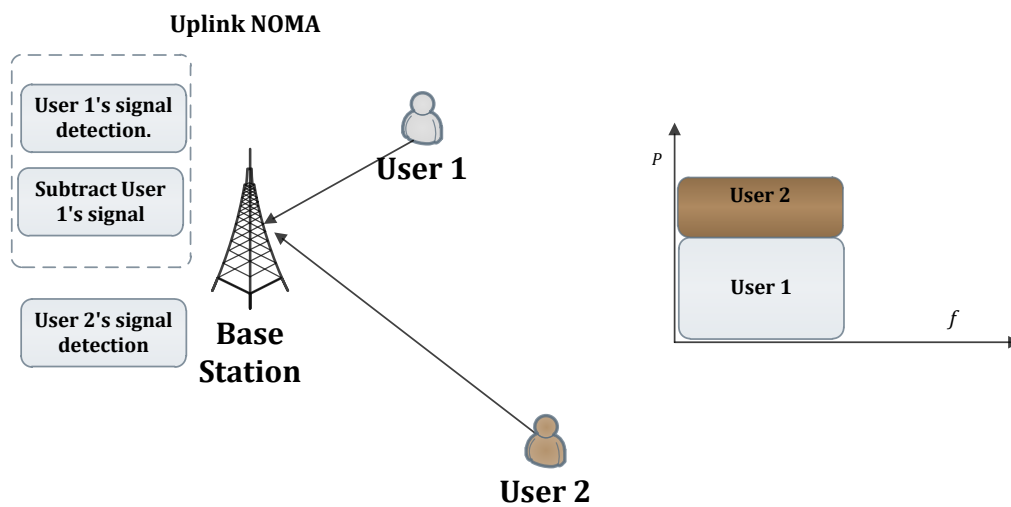 Uplink NOMA
User 1's signal
detection.
Subtract User
1's signal
User 2's signal
detection
Base
Station
User 1
User 2
P
User 2
User 1
f